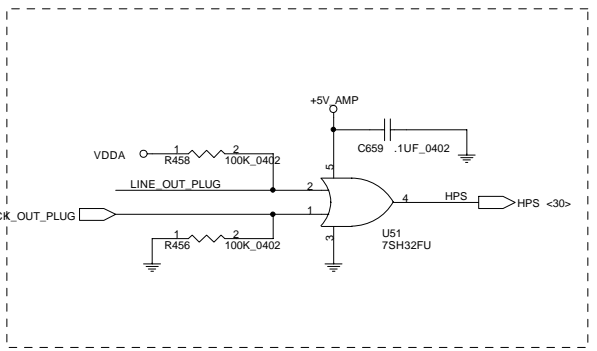 +5V_AMP
C659 .1UF_0402
VDDA
1
2
R458
100K_0402
5
LINE_OUT_PLUG
2
CK_OUT_PLUG
1
4
HPS
HPS <30>
1
2
R456
100K_0402
3
U51
7SH32FU